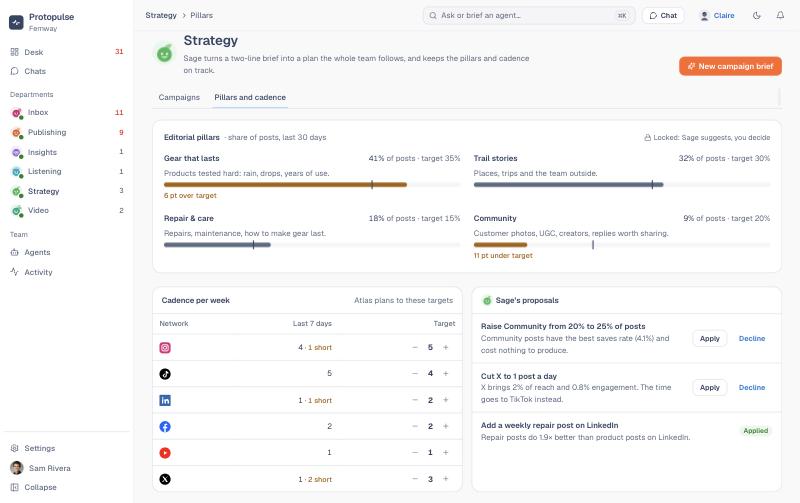 Protopulse
Fernway
Desk 31
Chats
Departments
Inbox 11
Publishing 9
Insights 1
Listening 1
Strategy 3
Video 2
Team
Agents
Activity
Settings
Sam Rivera
Collapse
Strategy > Pillars
Ask or brief an agent... ⌘K
Chat
Claire
Strategy
Sage turns a two-line brief into a plan the whole team follows, and keeps the pillars and cadence
on track.
New campaign brief
Campaigns
Pillars and cadence
Editorial pillars · share of posts, last 30 days
Locked: Sage suggests, you decide
Gear that lasts 41% of posts · target 35%
Products tested hard: rain, drops, years of use.
6 pt over target
Trail stories 32% of posts · target 30%
Places, trips and the team outside.
Repair & care 18% of posts · target 15%
Repairs, maintenance, how to make gear last.
Community 9% of posts · target 20%
Customer photos, UGC, creators, replies worth sharing.
11 pt under target
Cadence per week Atlas plans to these targets
Network Last 7 days Target
4 · 1 short − 5 +
5 − 4 +
1 · 1 short − 2 +
2 − 2 +
1 − 1 +
1 · 2 short − 3 +
Sage's proposals
Raise Community from 20% to 25% of posts
Community posts have the best saves rate (4.1%) and
cost nothing to produce.
Apply Decline
Cut X to 1 post a day
X brings 2% of reach and 0.8% engagement. The time
goes to TikTok instead.
Apply Decline
Add a weekly repair post on LinkedIn
Repair posts do 1.9× better than product posts on LinkedIn.
Applied